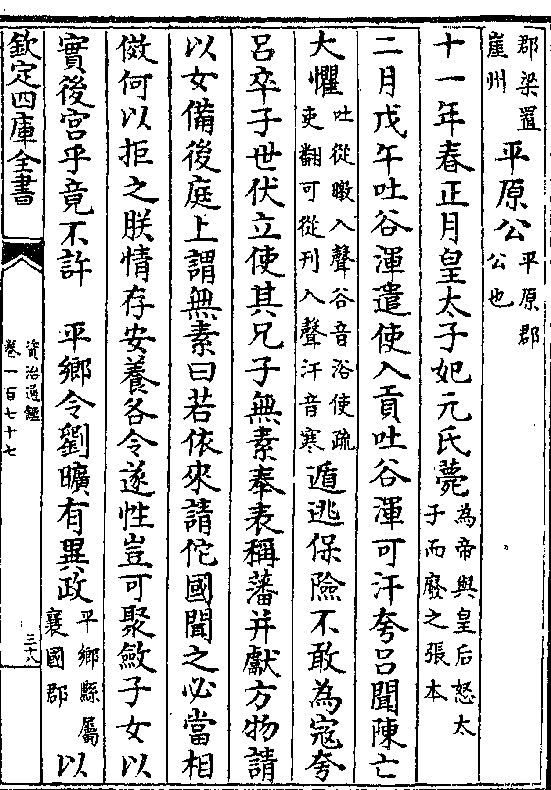 郡梁置崖州平原公平原郡公也
十一年春正月皇太子妃元氏薨為帝與皇后怒太子而廢之張本
二月戊午吐谷渾遣使入貢吐谷渾可汗夸吕聞陳亡
大懼吐從暾入聲谷音浴使疏吏翻可從刋入聲汗音寒遁逃保險不敢為寇夸
吕卒子世伏立使其兄子無素奉表稱藩并獻方物請
以女備後庭上謂無素曰若依來請佗國聞之必當相
倣何以拒之朕情存安養各令遂性豈可聚斂子女以
實後宫乎竟不許　平鄉令劉曠有異政平鄉縣屬襄國郡以
欽定四庫全書
資治通鑑
卷一百七十七
三十八